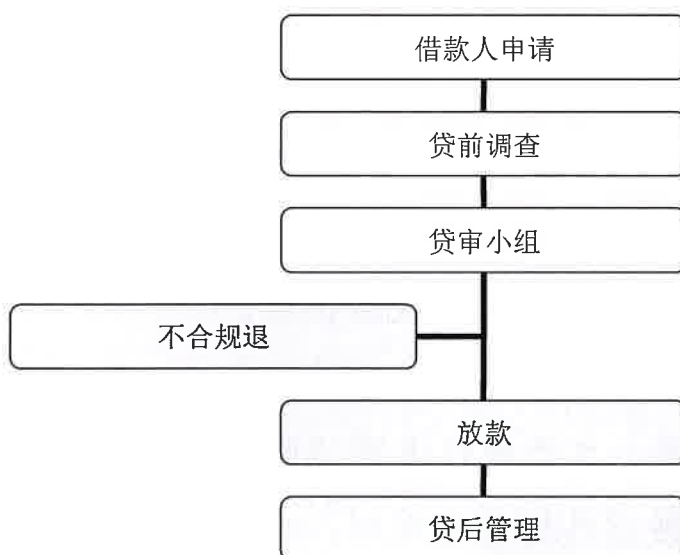 借款人申请
贷前调查
贷审小组
不合规退
放款
贷后管理